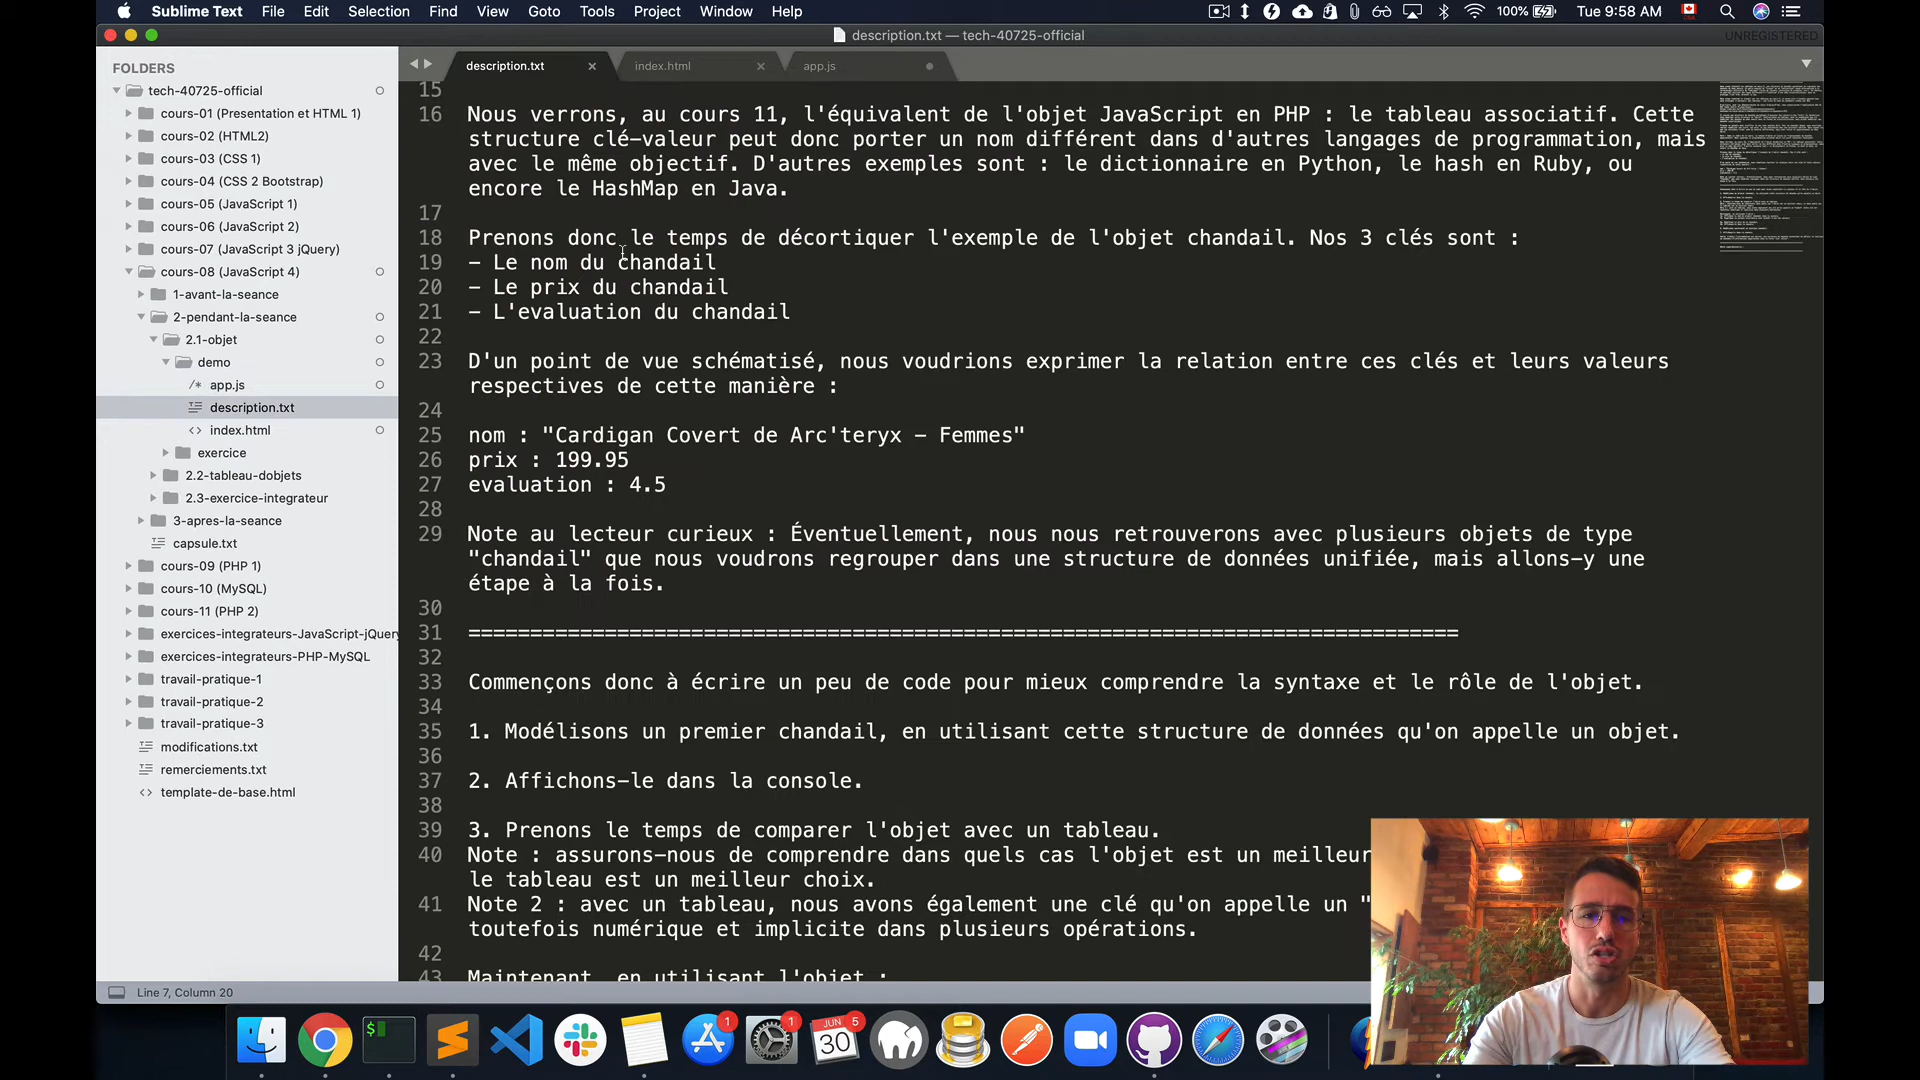 Sublime Text File Edit Selection Find View Goto Tools Project Window Help 100% Tue 9:58 AM
description.txt — tech-40725-official UNREGISTERED
FOLDERS
tech-40725-official
cours-01 (Presentation et HTML 1)
cours-02 (HTML2)
cours-03 (CSS 1)
cours-04 (CSS 2 Bootstrap)
cours-05 (JavaScript 1)
cours-06 (JavaScript 2)
cours-07 (JavaScript 3 jQuery)
cours-08 (JavaScript 4)
1-avant-la-seance
2-pendant-la-seance
2.1-objet
demo
/* app.js
description.txt
<> index.html
exercice
2.2-tableau-dobjets
2.3-exercice-integrateur
3-apres-la-seance
capsule.txt
cours-09 (PHP 1)
cours-10 (MySQL)
cours-11 (PHP 2)
exercices-integrateurs-JavaScript-jQuery
exercices-integrateurs-PHP-MySQL
travail-pratique-1
travail-pratique-2
travail-pratique-3
modifications.txt
remerciements.txt
<> template-de-base.html
description.txt index.html app.js
15
16 Nous verrons, au cours 11, l'équivalent de l'objet JavaScript en PHP : le tableau associatif. Cette
structure clé-valeur peut donc porter un nom différent dans d'autres langages de programmation, mais
avec le même objectif. D'autres exemples sont : le dictionnaire en Python, le hash en Ruby, ou
encore le HashMap en Java.
17
18 Prenons donc le temps de décortiquer l'exemple de l'objet chandail. Nos 3 clés sont :
19 - Le nom du chandail
20 - Le prix du chandail
21 - L'evaluation du chandail
22
23 D'un point de vue schématisé, nous voudrions exprimer la relation entre ces clés et leurs valeurs
respectives de cette manière :
24
25 nom : "Cardigan Covert de Arc'teryx - Femmes"
26 prix : 199.95
27 evaluation : 4.5
28
29 Note au lecteur curieux : Éventuellement, nous nous retrouverons avec plusieurs objets de type
"chandail" que nous voudrons regrouper dans une structure de données unifiée, mais allons-y une
étape à la fois.
30
31 ================================================================================
32
33 Commençons donc à écrire un peu de code pour mieux comprendre la syntaxe et le rôle de l'objet.
34
35 1. Modélisons un premier chandail, en utilisant cette structure de données qu'on appelle un objet.
36
37 2. Affichons-le dans la console.
38
39 3. Prenons le temps de comparer l'objet avec un tableau.
40 Note : assurons-nous de comprendre dans quels cas l'objet est un meilleur
le tableau est un meilleur choix.
41 Note 2 : avec un tableau, nous avons également une clé qu'on appelle un "
toutefois numérique et implicite dans plusieurs opérations.
42
43 Maintenant, en utilisant l'objet :
Line 7, Column 20
$ 1 1 JUN 30 5